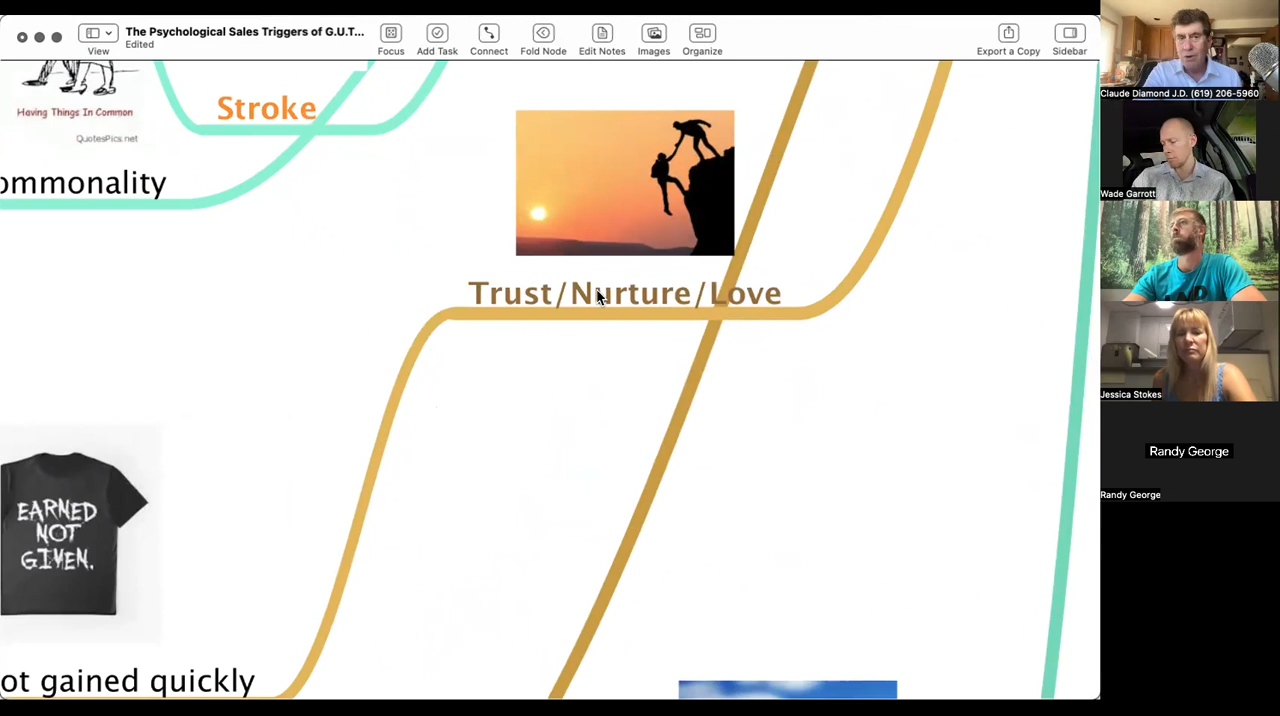 The Psychological Sales Triggers of G.U.T...
Edited
View
Focus
Add Task
Connect
Fold Node
Edit Notes
Images
Organize
Export a Copy
Sidebar
Having Things In Common
QuotesPics.net
ommonality
Stroke
Trust/Nurture/Love
EARNED
NOT
GIVEN.
ot gained quickly
Claude Diamond J.D. (619) 206-5960
Wade Garrott
Jessica Stokes
Randy George
Randy George